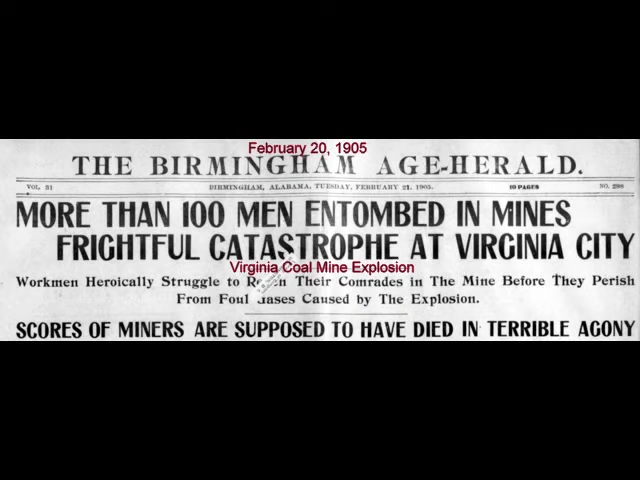 February 20, 1905
THE BIRMINGHAM AGE-HERALD.
VOL. 31 BIRMINGHAM, ALABAMA, TUESDAY, FEBRUARY 21, 1905. 10 PAGES NO. 298
MORE THAN 100 MEN ENTOMBED IN MINES
FRIGHTFUL CATASTROPHE AT VIRGINIA CITY
Virginia Coal Mine Explosion
Workmen Heroically Struggle to Reach Their Comrades in The Mine Before They Perish
From Foul Gases Caused by The Explosion.
SCORES OF MINERS ARE SUPPOSED TO HAVE DIED IN TERRIBLE AGONY